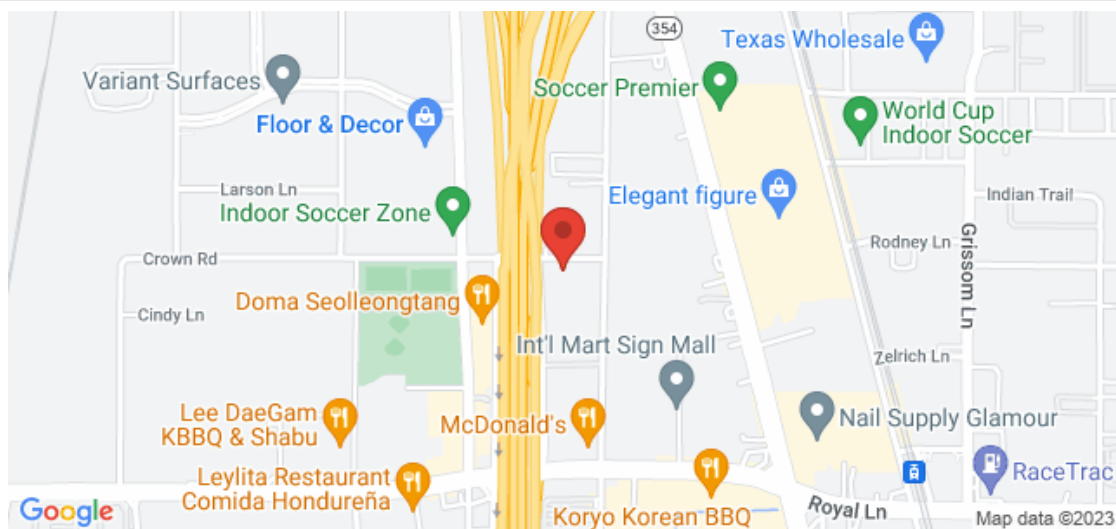 354
Texas Wholesale
Variant Surfaces
Soccer Premier
World Cup
Indoor Soccer
Floor & Decor
Larson Ln
Indoor Soccer Zone
Elegant figure
Indian Trail
Grissom Ln
Rodney Ln
Crown Rd
Doma Seolleongtang
Cindy Ln
Int'l Mart Sign Mall
Zelrich Ln
Lee DaeGam
KBBQ & Shabu
McDonald's
Nail Supply Glamour
Leylita Restaurant
Comida Hondureña
RaceTrac
Koryo Korean BBQ
Royal Ln
Google
Map data ©2023